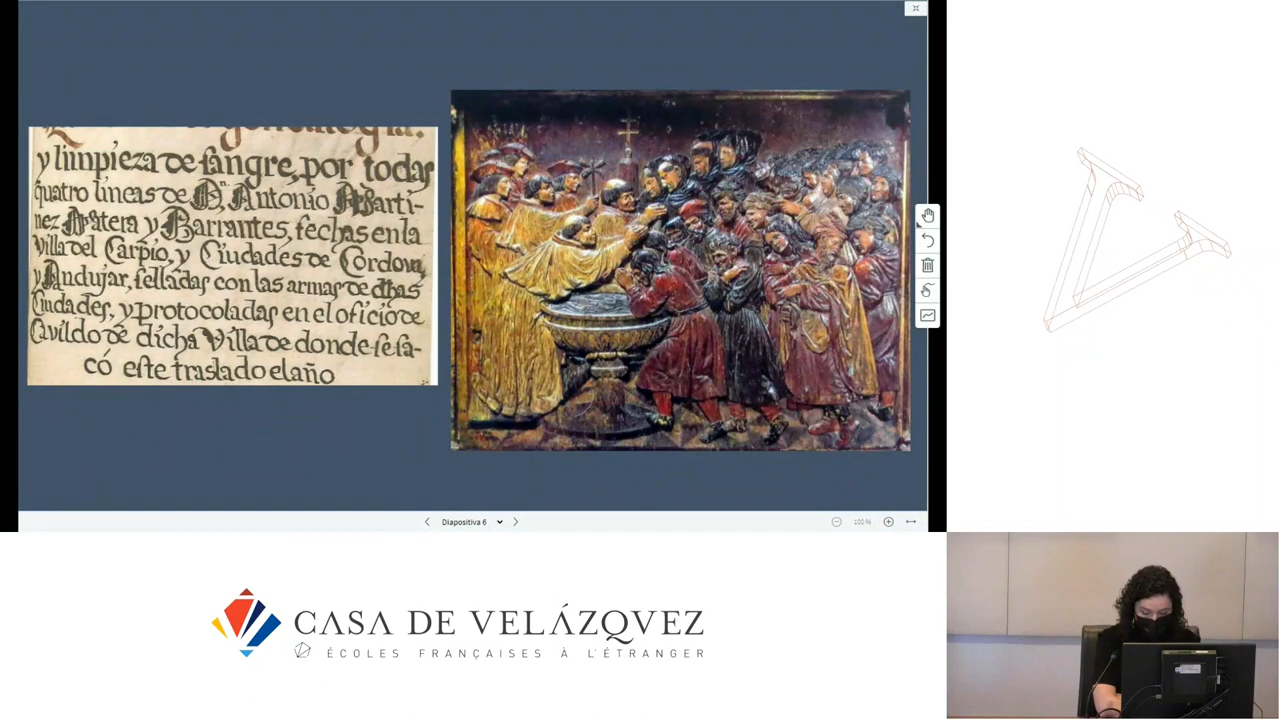 y limpieza de sangre, por todas
quatro lineas de Dn. Antonio Marti-
nez Matera y Barrantes, fechas en la
Villa del Carpio, y Ciudades de Cordova,
y Andujar, selladas con las armas de dhas
Ciudades, y protocoladas en el oficio de
Cavildo de dicha Villa de donde se sa-
có este traslado el año
Diapositiva 6
100 %
CASA DE VELÁZQVEZ
ÉCOLES FRANÇAISES À L'ÉTRANGER